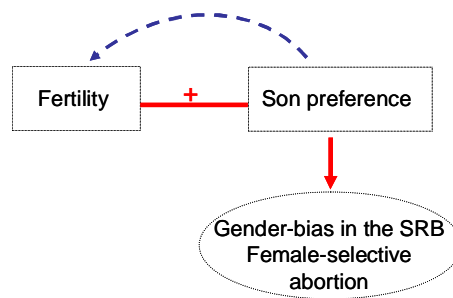 Fertility
+
Son preference
Gender-bias in the SRB
Female-selective
abortion